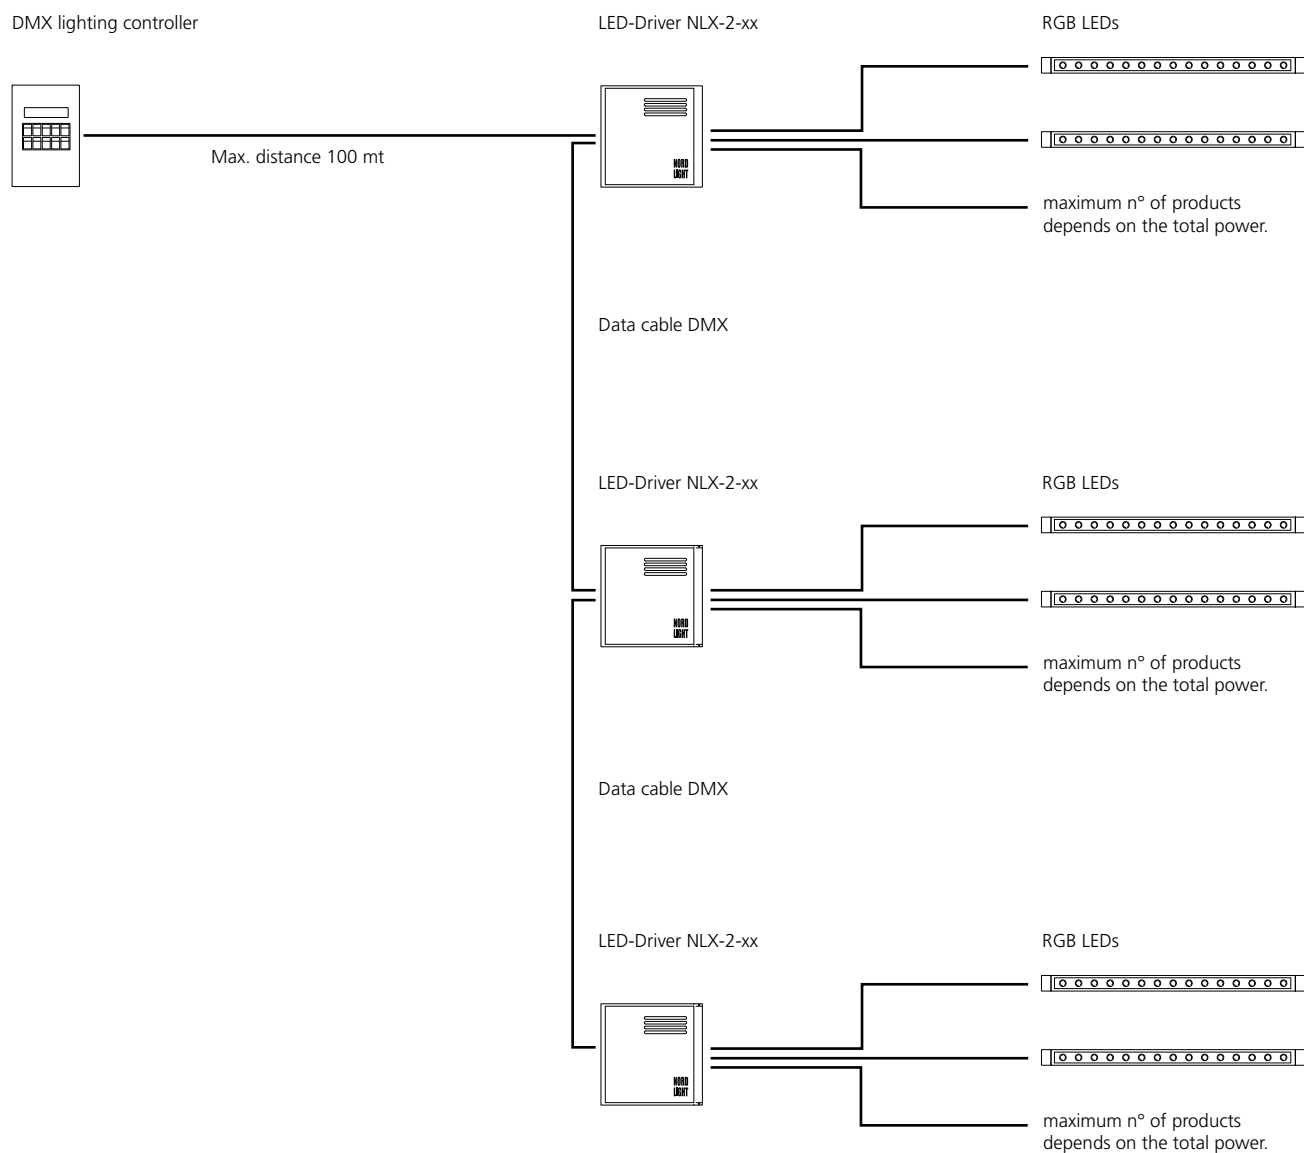 DMX lighting controller
LED-Driver NLX-2-xx
RGB LEDs
Max. distance 100 mt
NORD
LIGHT
maximum n° of products
depends on the total power.
Data cable DMX
LED-Driver NLX-2-xx
RGB LEDs
NORD
LIGHT
maximum n° of products
depends on the total power.
Data cable DMX
LED-Driver NLX-2-xx
RGB LEDs
NORD
LIGHT
maximum n° of products
depends on the total power.